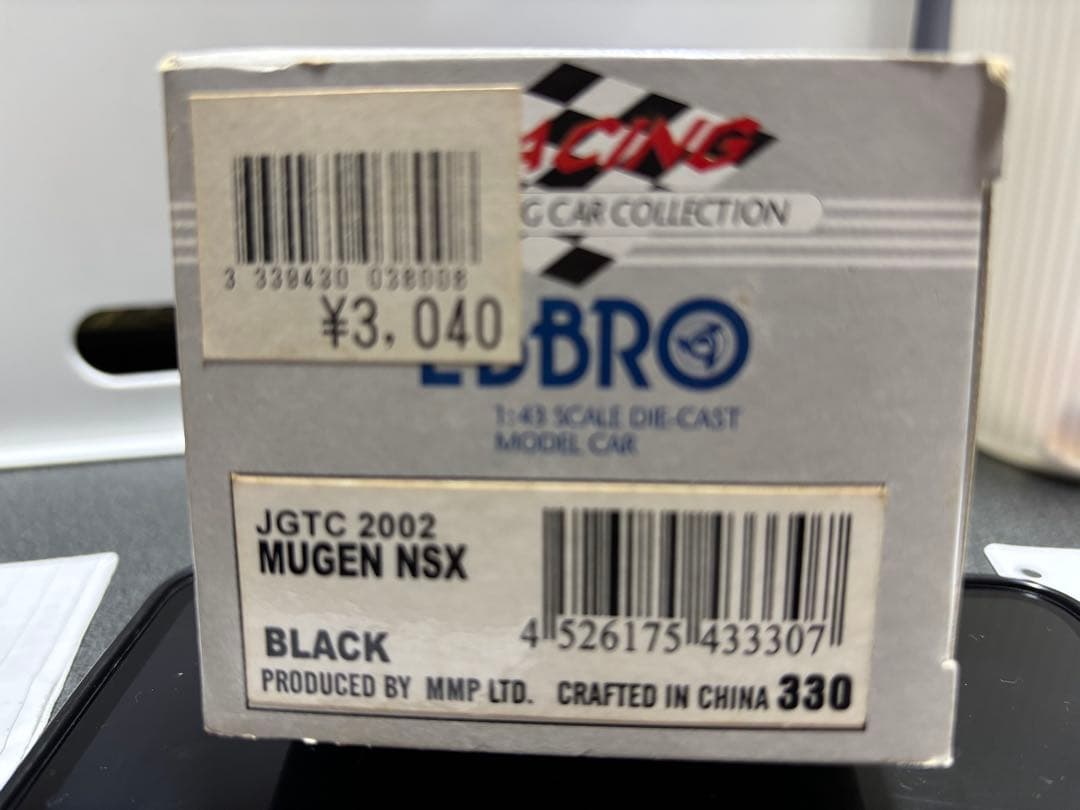 ACING
G CAR COLLECTION
3 339430 038008
¥3,040
EBBRO
1:43 SCALE DIE-CAST
MODEL CAR
JGTC 2002
MUGEN NSX
BLACK
4 526175 433307
PRODUCED BY MMP LTD. CRAFTED IN CHINA 330